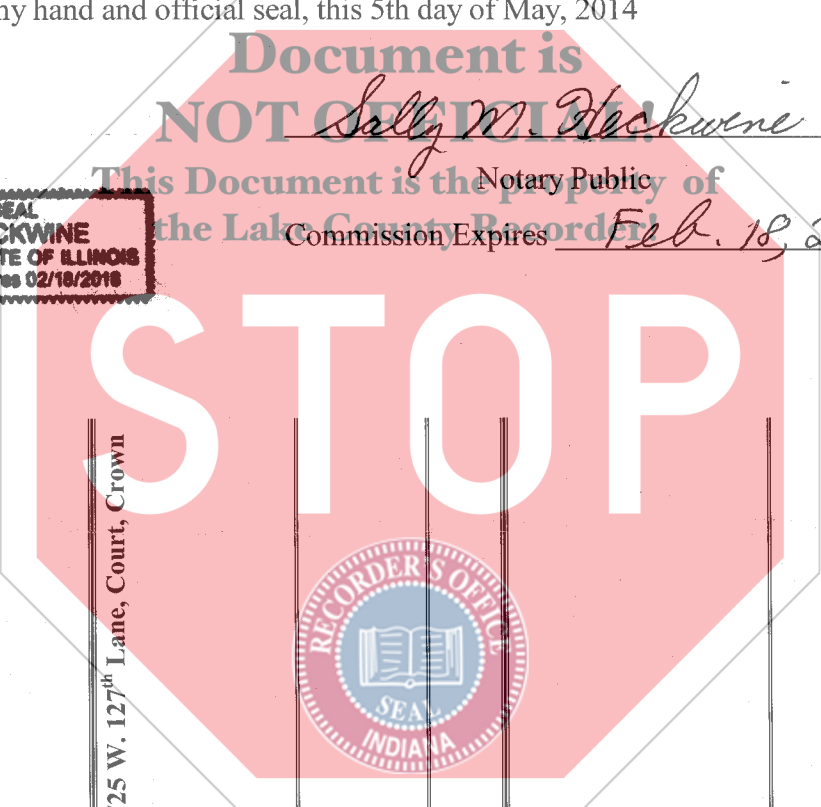 ny hand and official seal, this 5th day of May, 2014
Document is
NOT OFFICIAL!
Sally M. Heckwine
This Document is the property of
Notary Public
the Lake County Recorder!
Commission Expires Feb. 18, 2
SEAL
CKWINE
TE OF ILLINOIS
es 02/18/2018
STOP
25 W. 127th Lane, Court, Crown
RECORDER'S OFFICE
SEAL
INDIANA